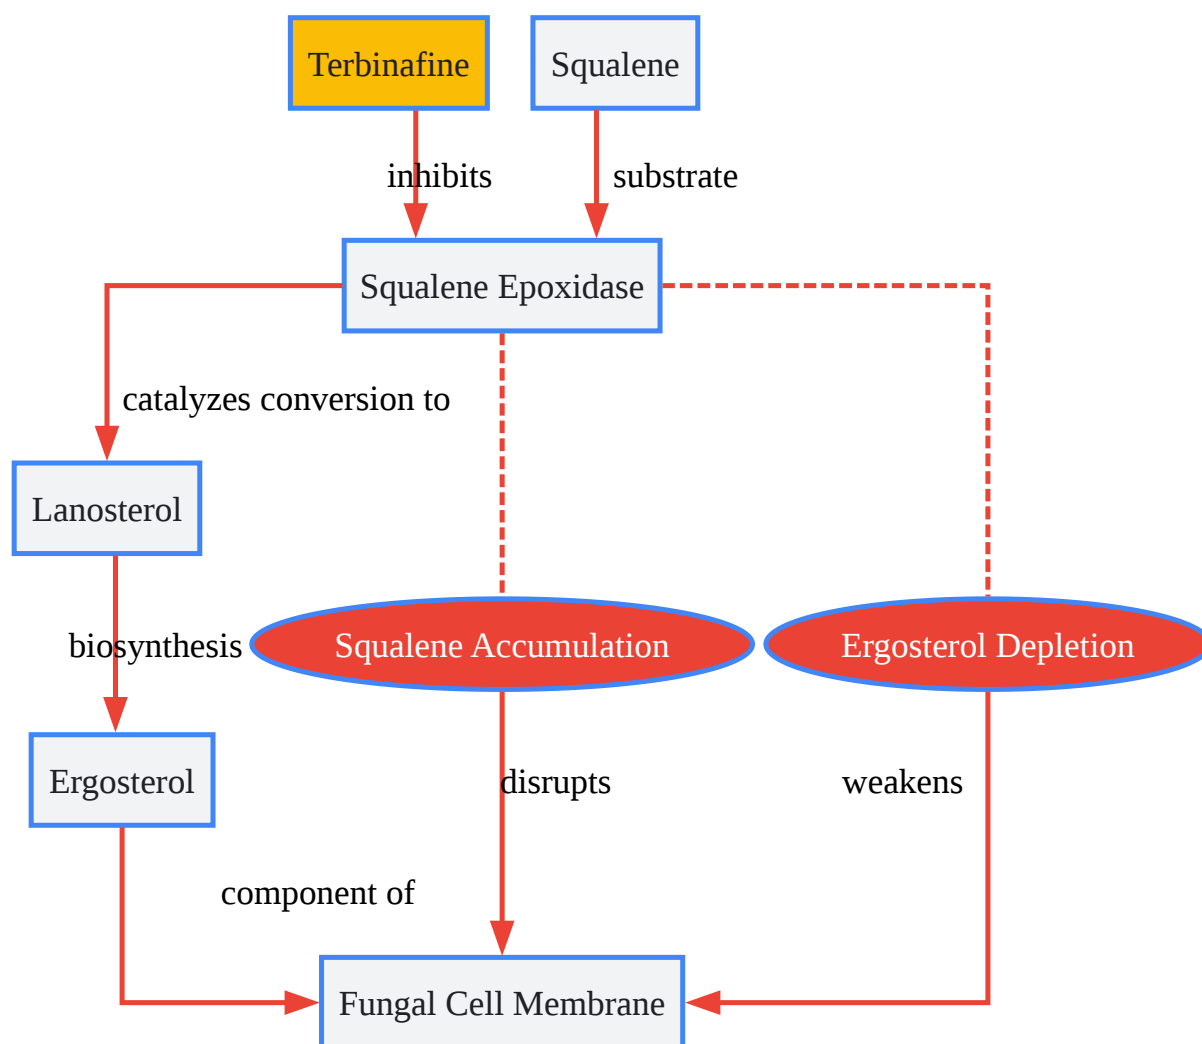 Terbinafine
Squalene
inhibits
substrate
Squalene Epoxidase
catalyzes conversion to
Lanosterol
biosynthesis
Squalene Accumulation
Ergosterol Depletion
Ergosterol
disrupts
weakens
component of
Fungal Cell Membrane